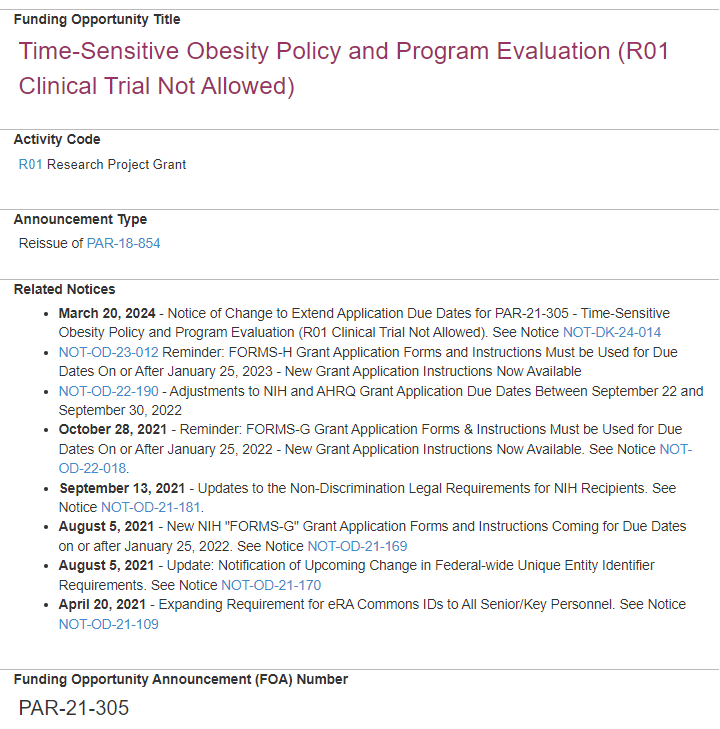 Funding Opportunity Title
Time-Sensitive Obesity Policy and Program Evaluation (R01
Clinical Trial Not Allowed)
Activity Code
R01 Research Project Grant
Announcement Type
Reissue of PAR-18-854
Related Notices
• March 20, 2024 - Notice of Change to Extend Application Due Dates for PAR-21-305 - Time-Sensitive
Obesity Policy and Program Evaluation (R01 Clinical Trial Not Allowed). See Notice NOT-DK-24-014
• NOT-OD-23-012 Reminder: FORMS-H Grant Application Forms and Instructions Must be Used for Due
Dates On or After January 25, 2023 - New Grant Application Instructions Now Available
• NOT-OD-22-190 - Adjustments to NIH and AHRQ Grant Application Due Dates Between September 22 and
September 30, 2022
• October 28, 2021 - Reminder: FORMS-G Grant Application Forms & Instructions Must be Used for Due
Dates On or After January 25, 2022 - New Grant Application Instructions Now Available. See Notice NOT-
OD-22-018.
• September 13, 2021 - Updates to the Non-Discrimination Legal Requirements for NIH Recipients. See
Notice NOT-OD-21-181.
• August 5, 2021 - New NIH "FORMS-G" Grant Application Forms and Instructions Coming for Due Dates
on or after January 25, 2022. See Notice NOT-OD-21-169
• August 5, 2021 - Update: Notification of Upcoming Change in Federal-wide Unique Entity Identifier
Requirements. See Notice NOT-OD-21-170
• April 20, 2021 - Expanding Requirement for eRA Commons IDs to All Senior/Key Personnel. See Notice
NOT-OD-21-109
Funding Opportunity Announcement (FOA) Number
PAR-21-305